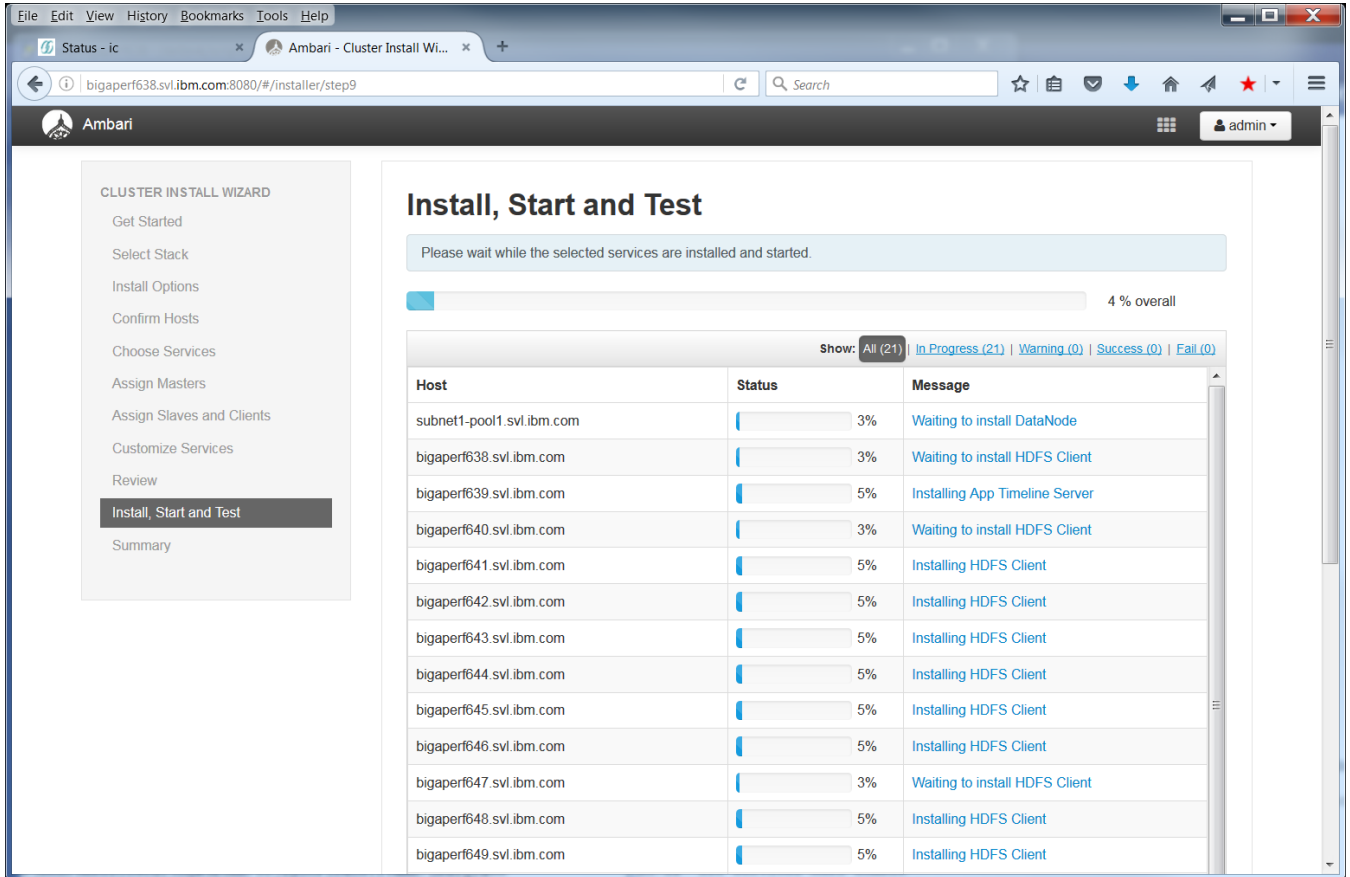 File Edit View History Bookmarks Tools Help
Status - ic × Ambari - Cluster Install Wi... × +
bigaperf638.svl.ibm.com:8080/#/installer/step9 Search
Ambari admin
CLUSTER INSTALL WIZARD
Get Started
Select Stack
Install Options
Confirm Hosts
Choose Services
Assign Masters
Assign Slaves and Clients
Customize Services
Review
Install, Start and Test
Summary
Install, Start and Test
Please wait while the selected services are installed and started.
4 % overall
Show: All (21) | In Progress (21) | Warning (0) | Success (0) | Fail (0)
Host Status Message
subnet1-pool1.svl.ibm.com 3% Waiting to install DataNode
bigaperf638.svl.ibm.com 3% Waiting to install HDFS Client
bigaperf639.svl.ibm.com 5% Installing App Timeline Server
bigaperf640.svl.ibm.com 3% Waiting to install HDFS Client
bigaperf641.svl.ibm.com 5% Installing HDFS Client
bigaperf642.svl.ibm.com 5% Installing HDFS Client
bigaperf643.svl.ibm.com 5% Installing HDFS Client
bigaperf644.svl.ibm.com 5% Installing HDFS Client
bigaperf645.svl.ibm.com 5% Installing HDFS Client
bigaperf646.svl.ibm.com 5% Installing HDFS Client
bigaperf647.svl.ibm.com 3% Waiting to install HDFS Client
bigaperf648.svl.ibm.com 5% Installing HDFS Client
bigaperf649.svl.ibm.com 5% Installing HDFS Client